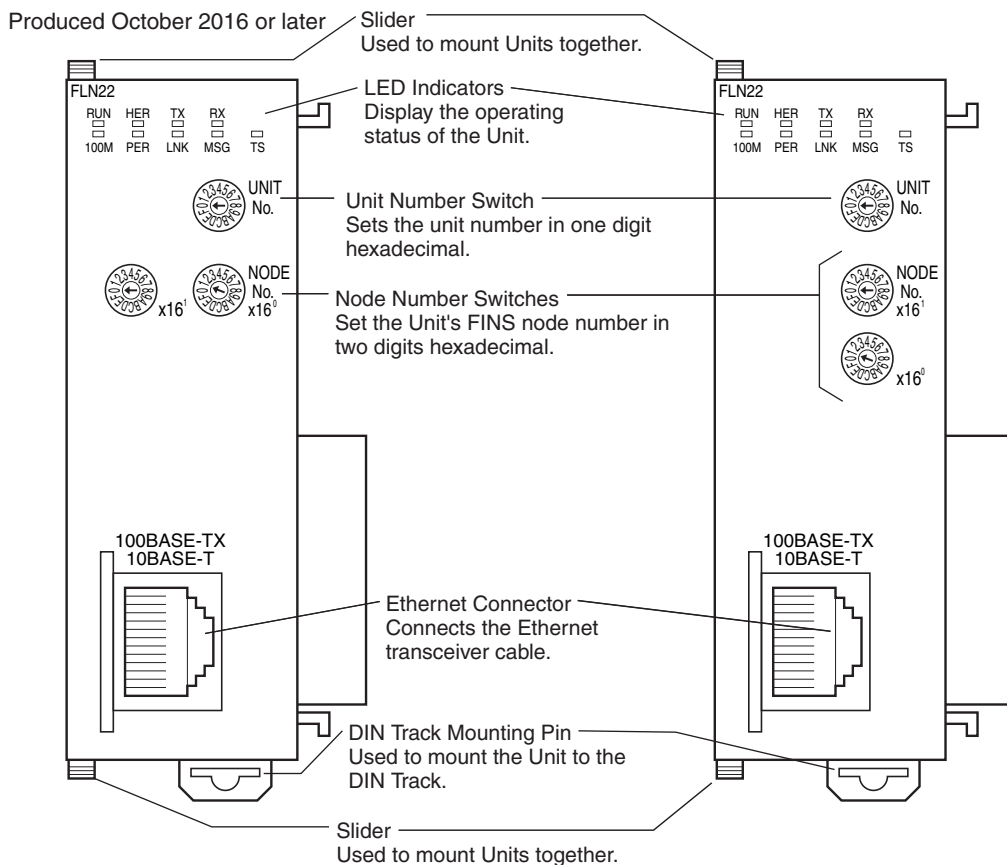 Produced October 2016 or later
Slider
Used to mount Units together.
FLN22
RUN HER TX RX
100M PER LNK MSG TS
LED Indicators
Display the operating
status of the Unit.
FLN22
RUN HER TX RX
100M PER LNK MSG TS
UNIT
No.
Unit Number Switch
Sets the unit number in one digit
hexadecimal.
UNIT
No.
x16¹
NODE
No.
x16⁰
Node Number Switches
Set the Unit's FINS node number in
two digits hexadecimal.
NODE
No.
x16¹
x16⁰
100BASE-TX
10BASE-T
100BASE-TX
10BASE-T
Ethernet Connector
Connects the Ethernet
transceiver cable.
DIN Track Mounting Pin
Used to mount the Unit to the
DIN Track.
Slider
Used to mount Units together.